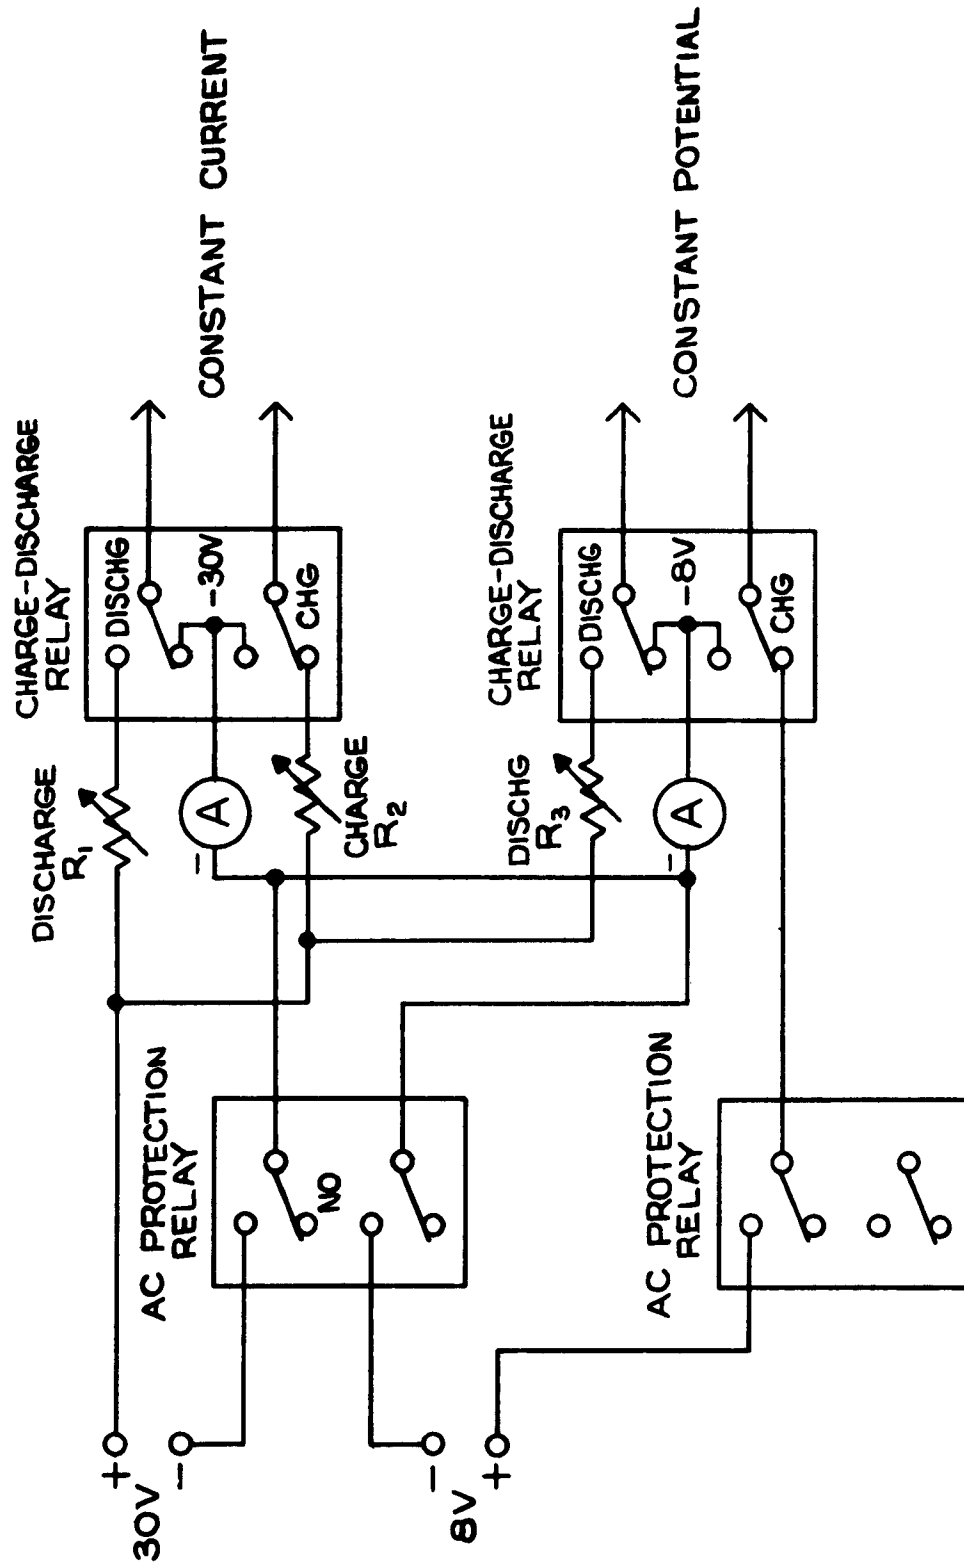 30V
+
−
8V
−
+
AC PROTECTION
RELAY
NO
AC PROTECTION
RELAY
DISCHARGE
R1
A
−
CHARGE
R2
DISCHG
R3
A
−
CHARGE-DISCHARGE
RELAY
DISCHG
-30V
CHG
CHARGE-DISCHARGE
RELAY
DISCHG
-8V
CHG
CONSTANT CURRENT
CONSTANT POTENTIAL